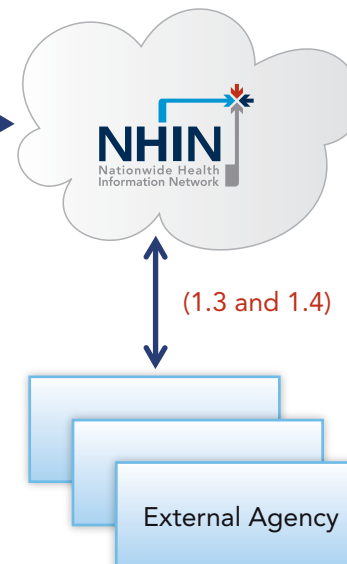 NHIN
Nationwide Health
Information Network
(1.3 and 1.4)
External Agency